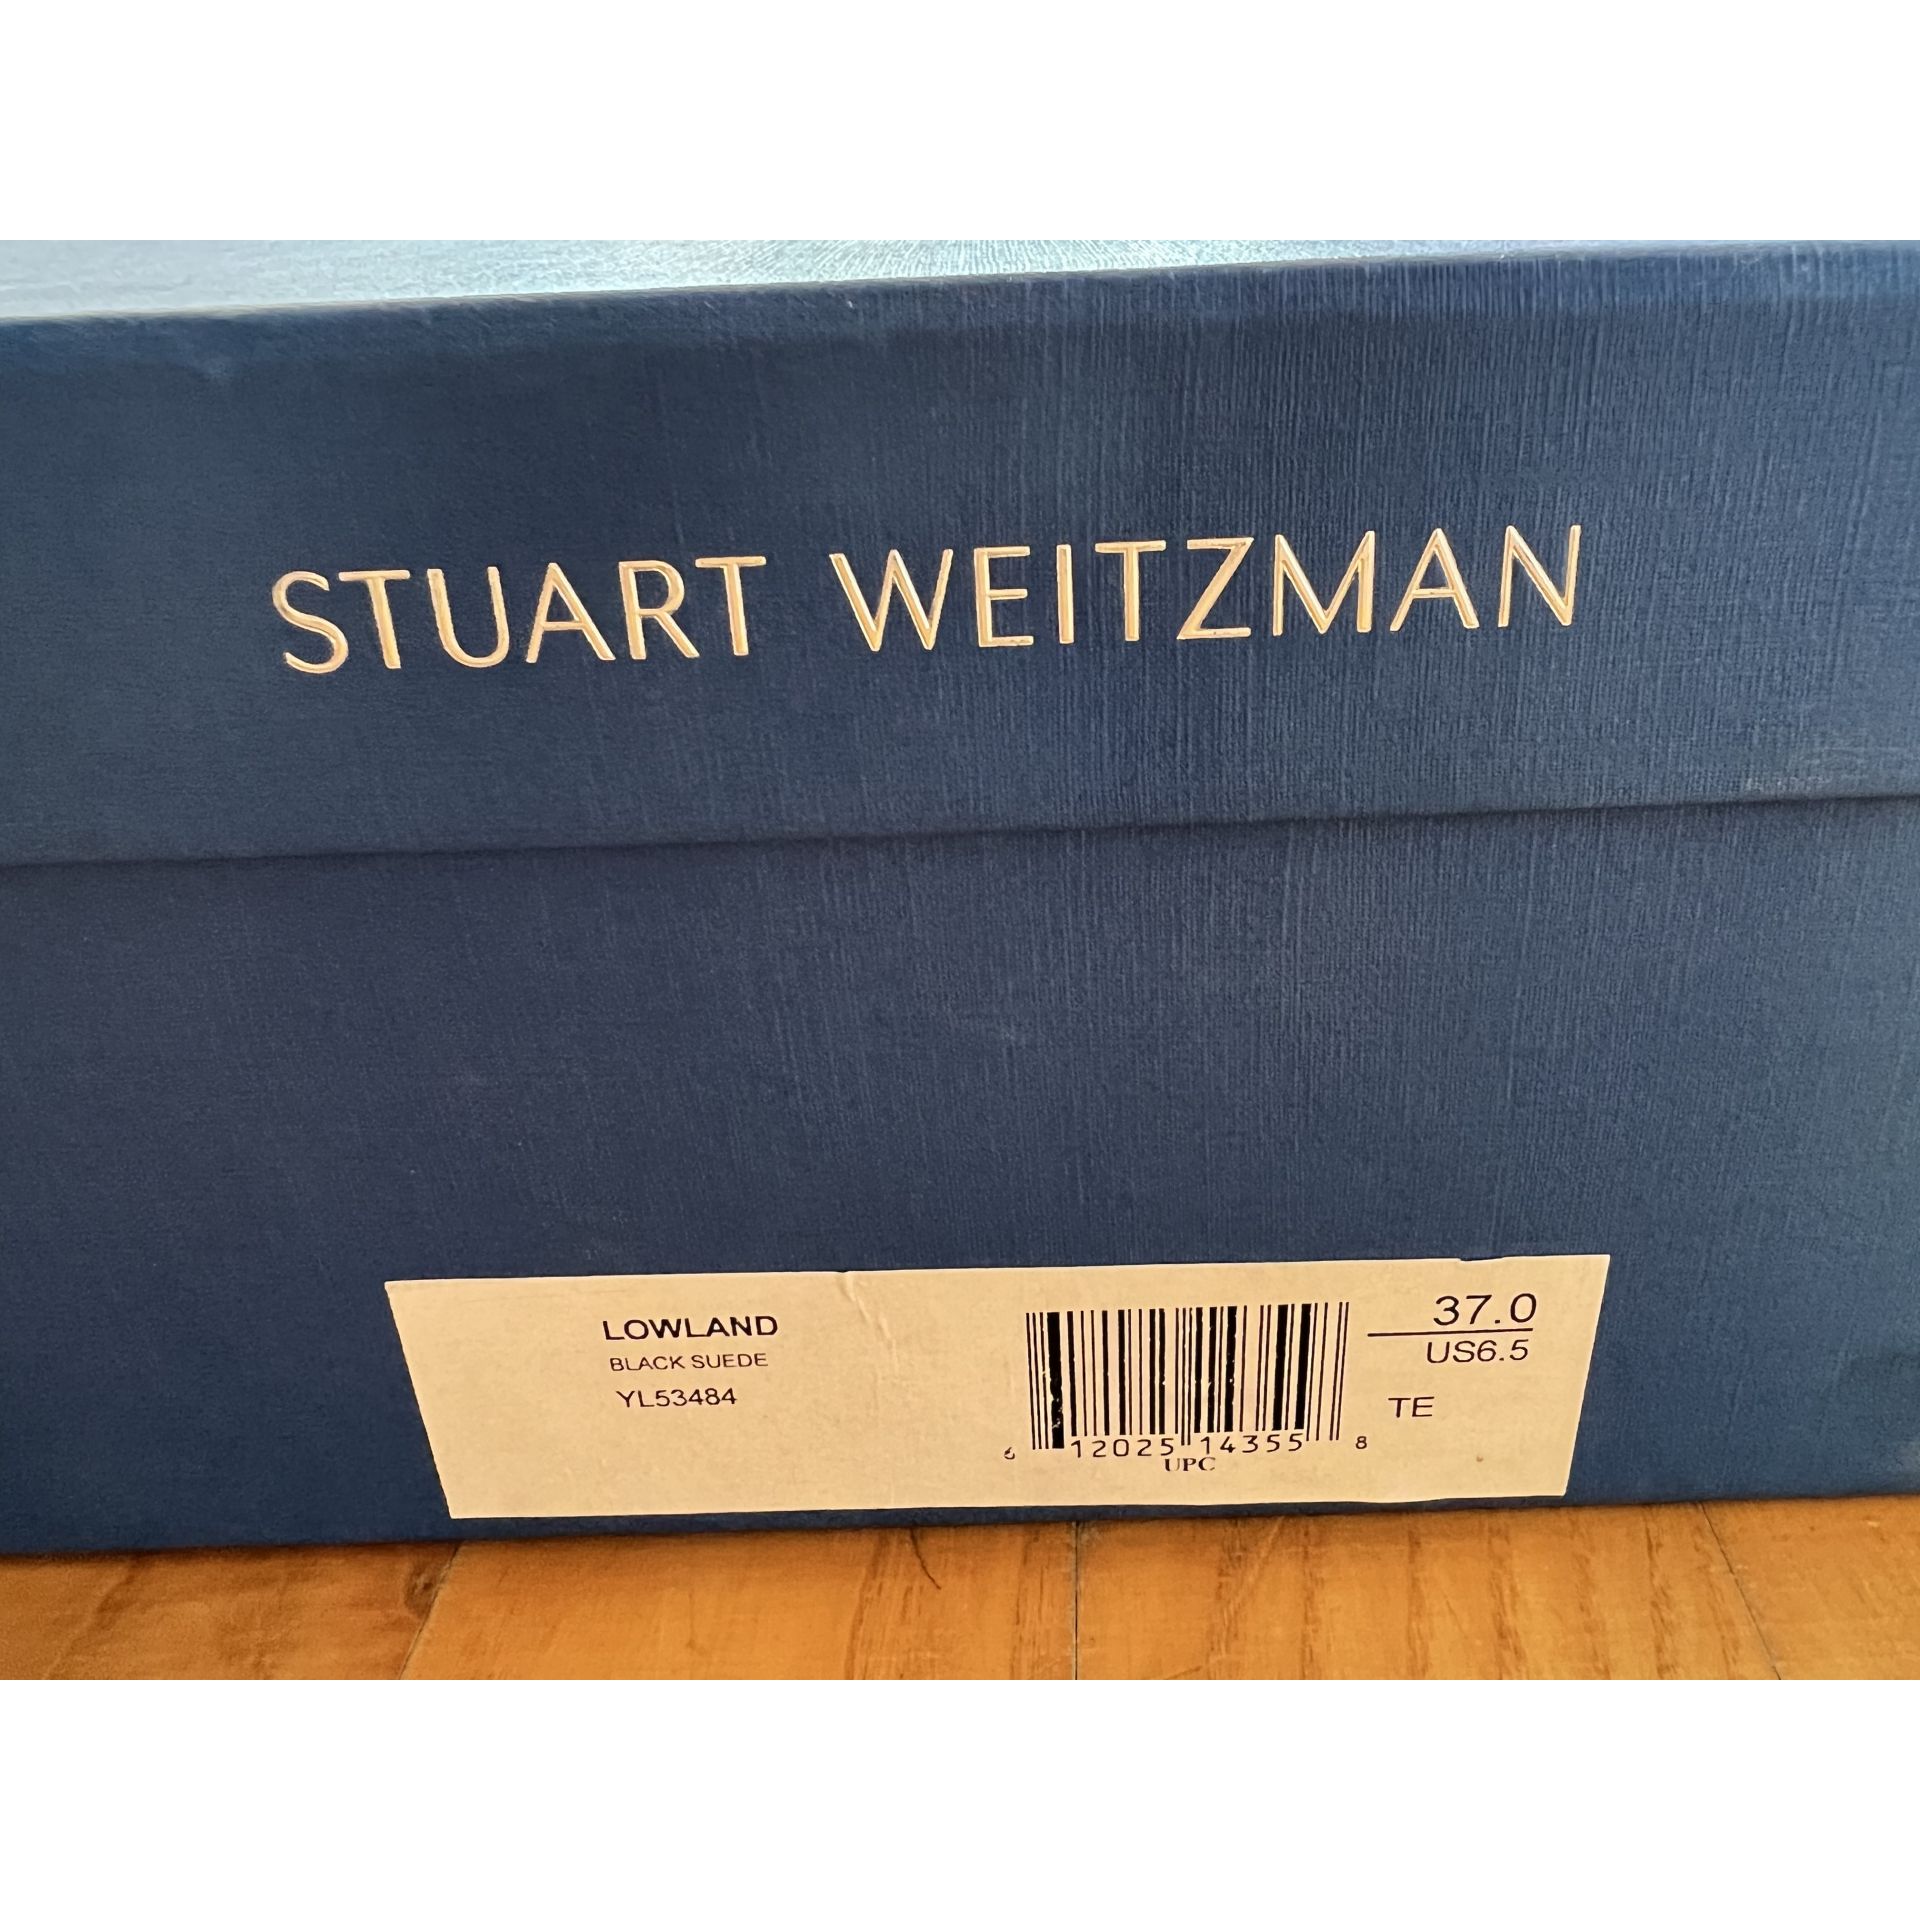 STUART WEITZMAN
LOWLAND
BLACK SUEDE
YL53484
6 12025 14355 8
UPC
37.0
US6.5
TE